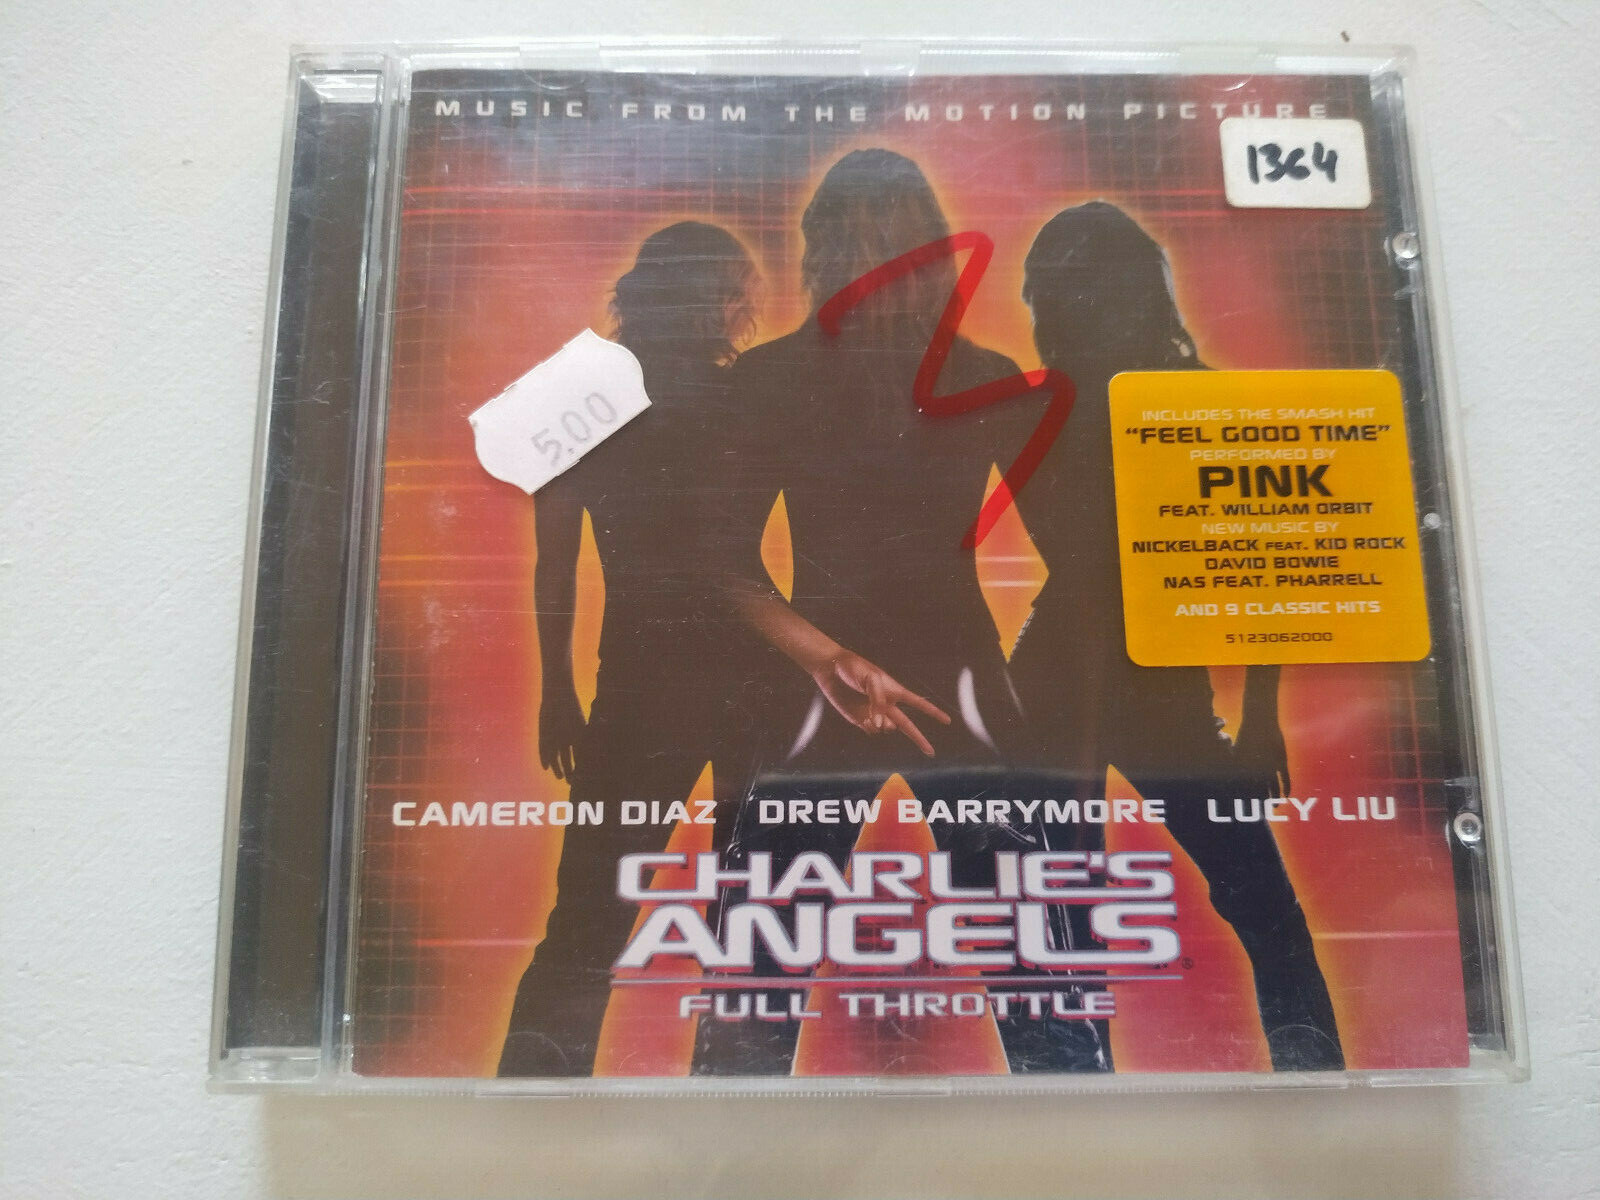 MUSIC FROM THE MOTION PICTURE
1364
3
5.00
INCLUDES THE SMASH HIT
"FEEL GOOD TIME"
PERFORMED BY
PINK
FEAT. WILLIAM ORBIT
NEW MUSIC BY
NICKELBACK FEAT. KID ROCK
DAVID BOWIE
NAS FEAT. PHARRELL
AND 9 CLASSIC HITS
5123062000
CAMERON DIAZ DREW BARRYMORE LUCY LIU
CHARLIE'S
ANGELS®
FULL THROTTLE